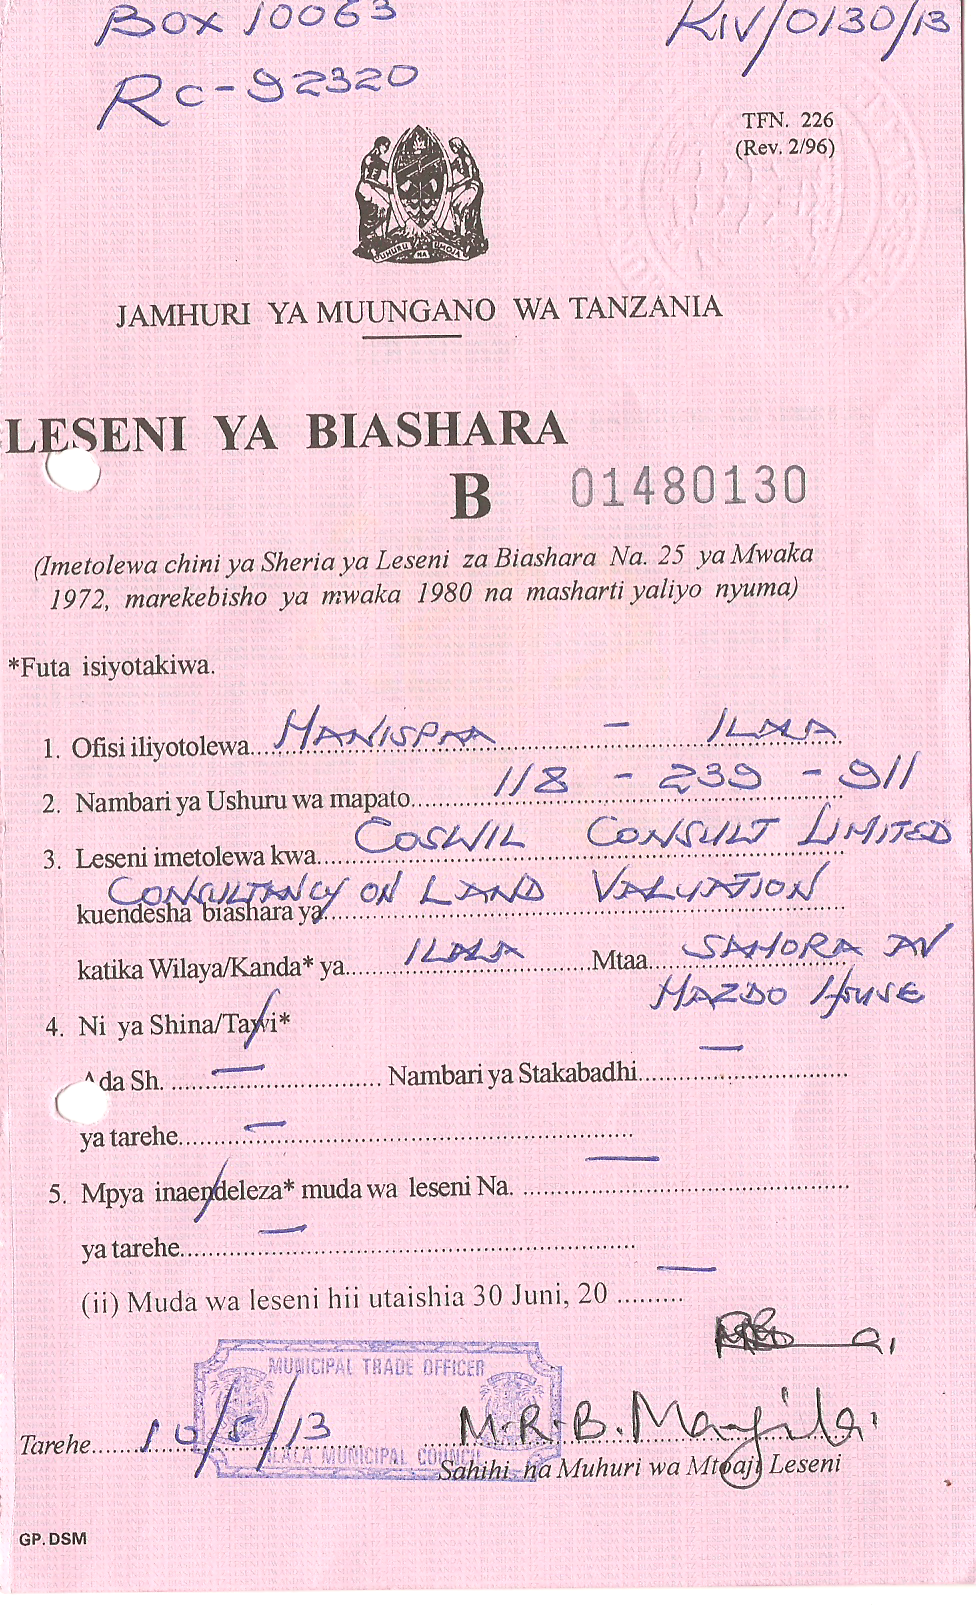 Box 10063
KIV/0130/13
RC-92320
TFN. 226
(Rev. 2/96)
UHURU NA UMOJA
JAMHURI YA MUUNGANO WA TANZANIA
LESENI YA BIASHARA
B 01480130
(Imetolewa chini ya Sheria ya Leseni za Biashara Na. 25 ya Mwaka
1972, marekebisho ya mwaka 1980 na masharti yaliyo nyuma)
*Futa isiyotakiwa.
1. Ofisi iliyotolewa... MANISPAA - ILALA
2. Nambari ya Ushuru wa mapato... 118 - 239 - 911
3. Leseni imetolewa kwa... COSWIL CONSULT LIMITED
kuendesha biashara ya... CONSULTANCY ON LAND VALUATION
katika Wilaya/Kanda* ya... ILALA Mtaa... SAMORA AV
HAZDO HOUSE
4. Ni ya Shina/Tawi*
Ada Sh. ... — Nambari ya Stakabadhi... —
ya tarehe... —
5. Mpya inaendeleza* muda wa leseni Na. ... —
ya tarehe... —
(ii) Muda wa leseni hii utaishia 30 Juni, 20 ... —
MUNICIPAL TRADE OFFICER
Tarehe... 10/5/13 M.R.B. Mayila
ILALA MUNICIPAL COUNCIL
Sahihi na Muhuri wa Mtoaji Leseni
GP. DSM